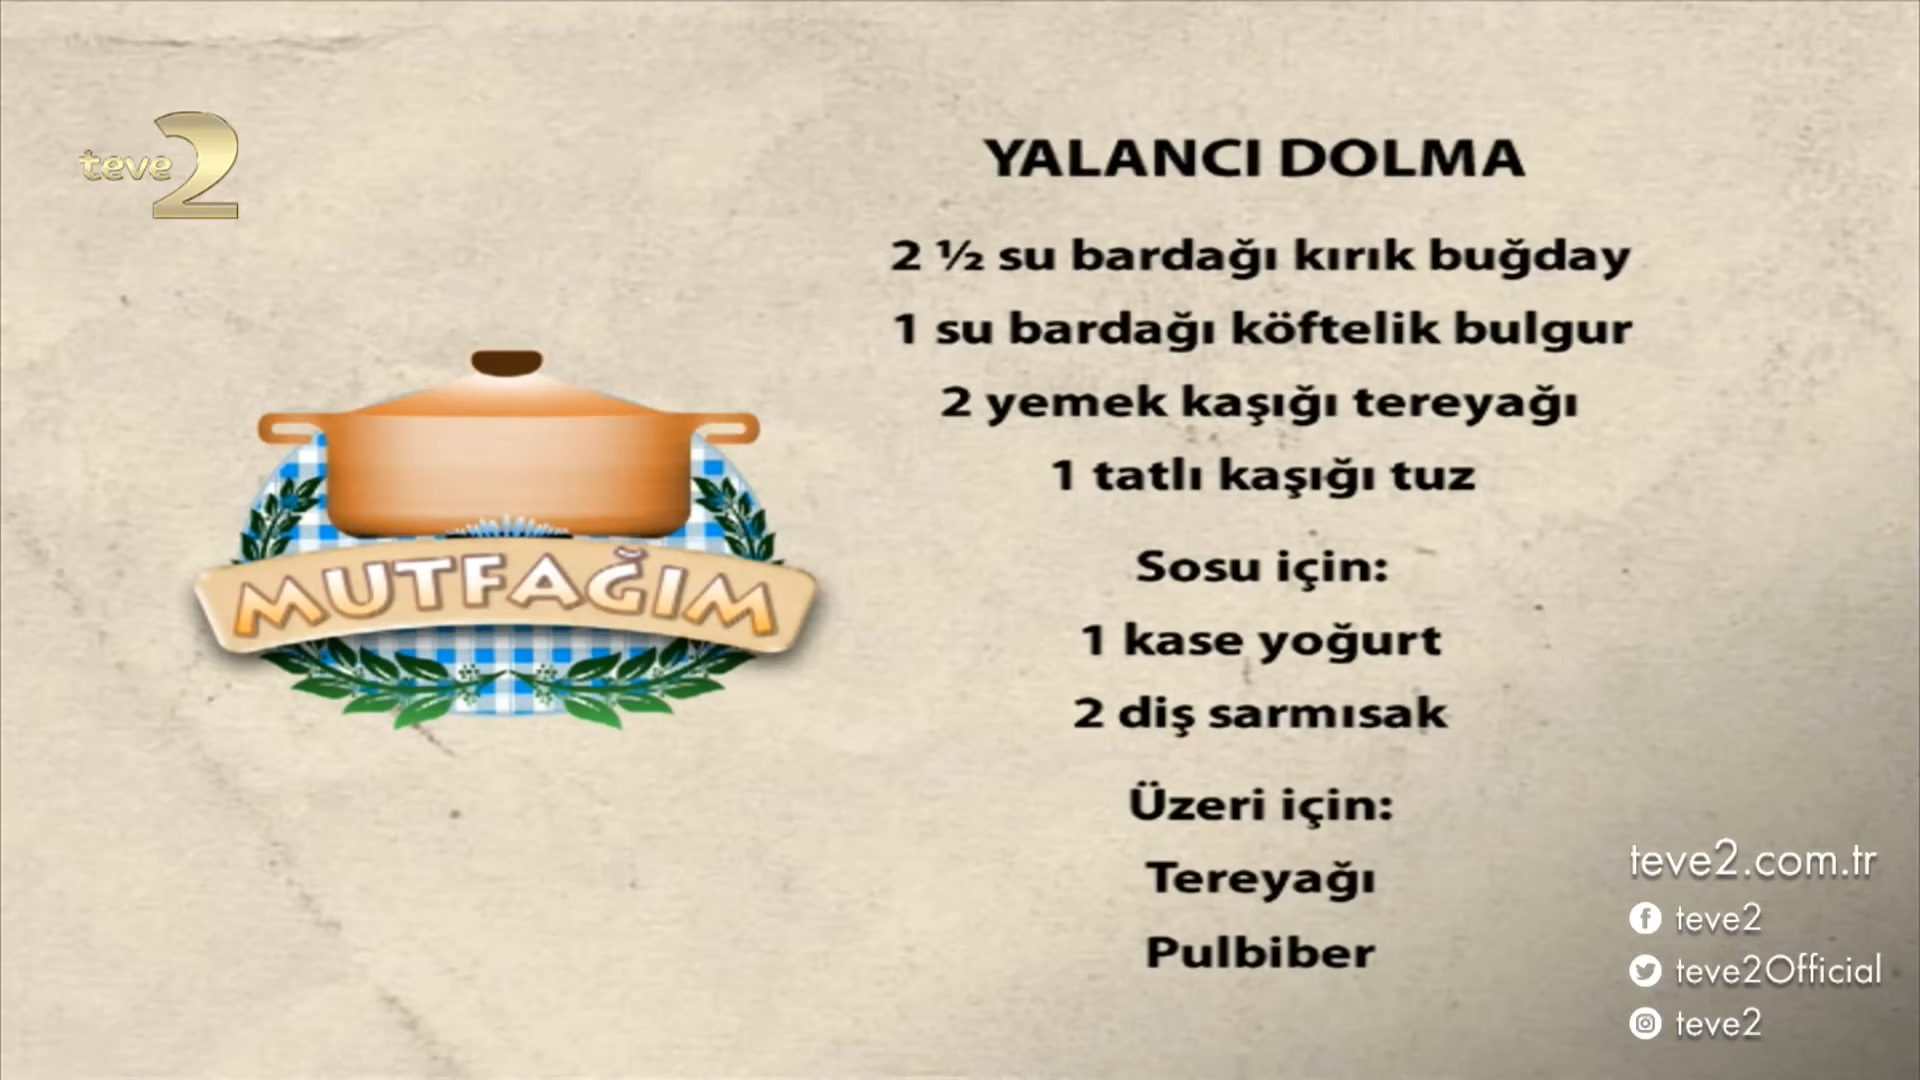 teve2
YALANCI DOLMA
2 ½ su bardağı kırık buğday
1 su bardağı köftelik bulgur
2 yemek kaşığı tereyağı
1 tatlı kaşığı tuz
Sosu için:
1 kase yoğurt
2 diş sarmısak
Üzeri için:
Tereyağı
Pulbiber
MUTFAĞIM
teve2.com.tr
teve2
teve2Official
teve2